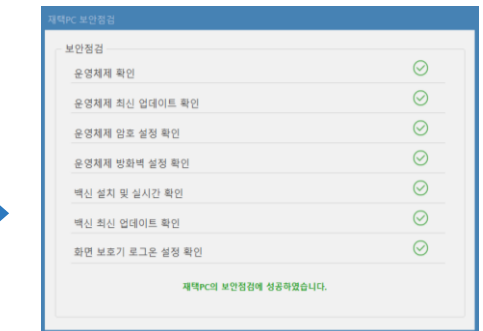 재택PC 보안점검
보안점검
운영체제 확인
운영체제 최신 업데이트 확인
운영체제 암호 설정 확인
운영체제 방화벽 설정 확인
백신 설치 및 실시간 확인
백신 최신 업데이트 확인
화면 보호기 로그온 설정 확인
재택PC의 보안점검에 성공하였습니다.